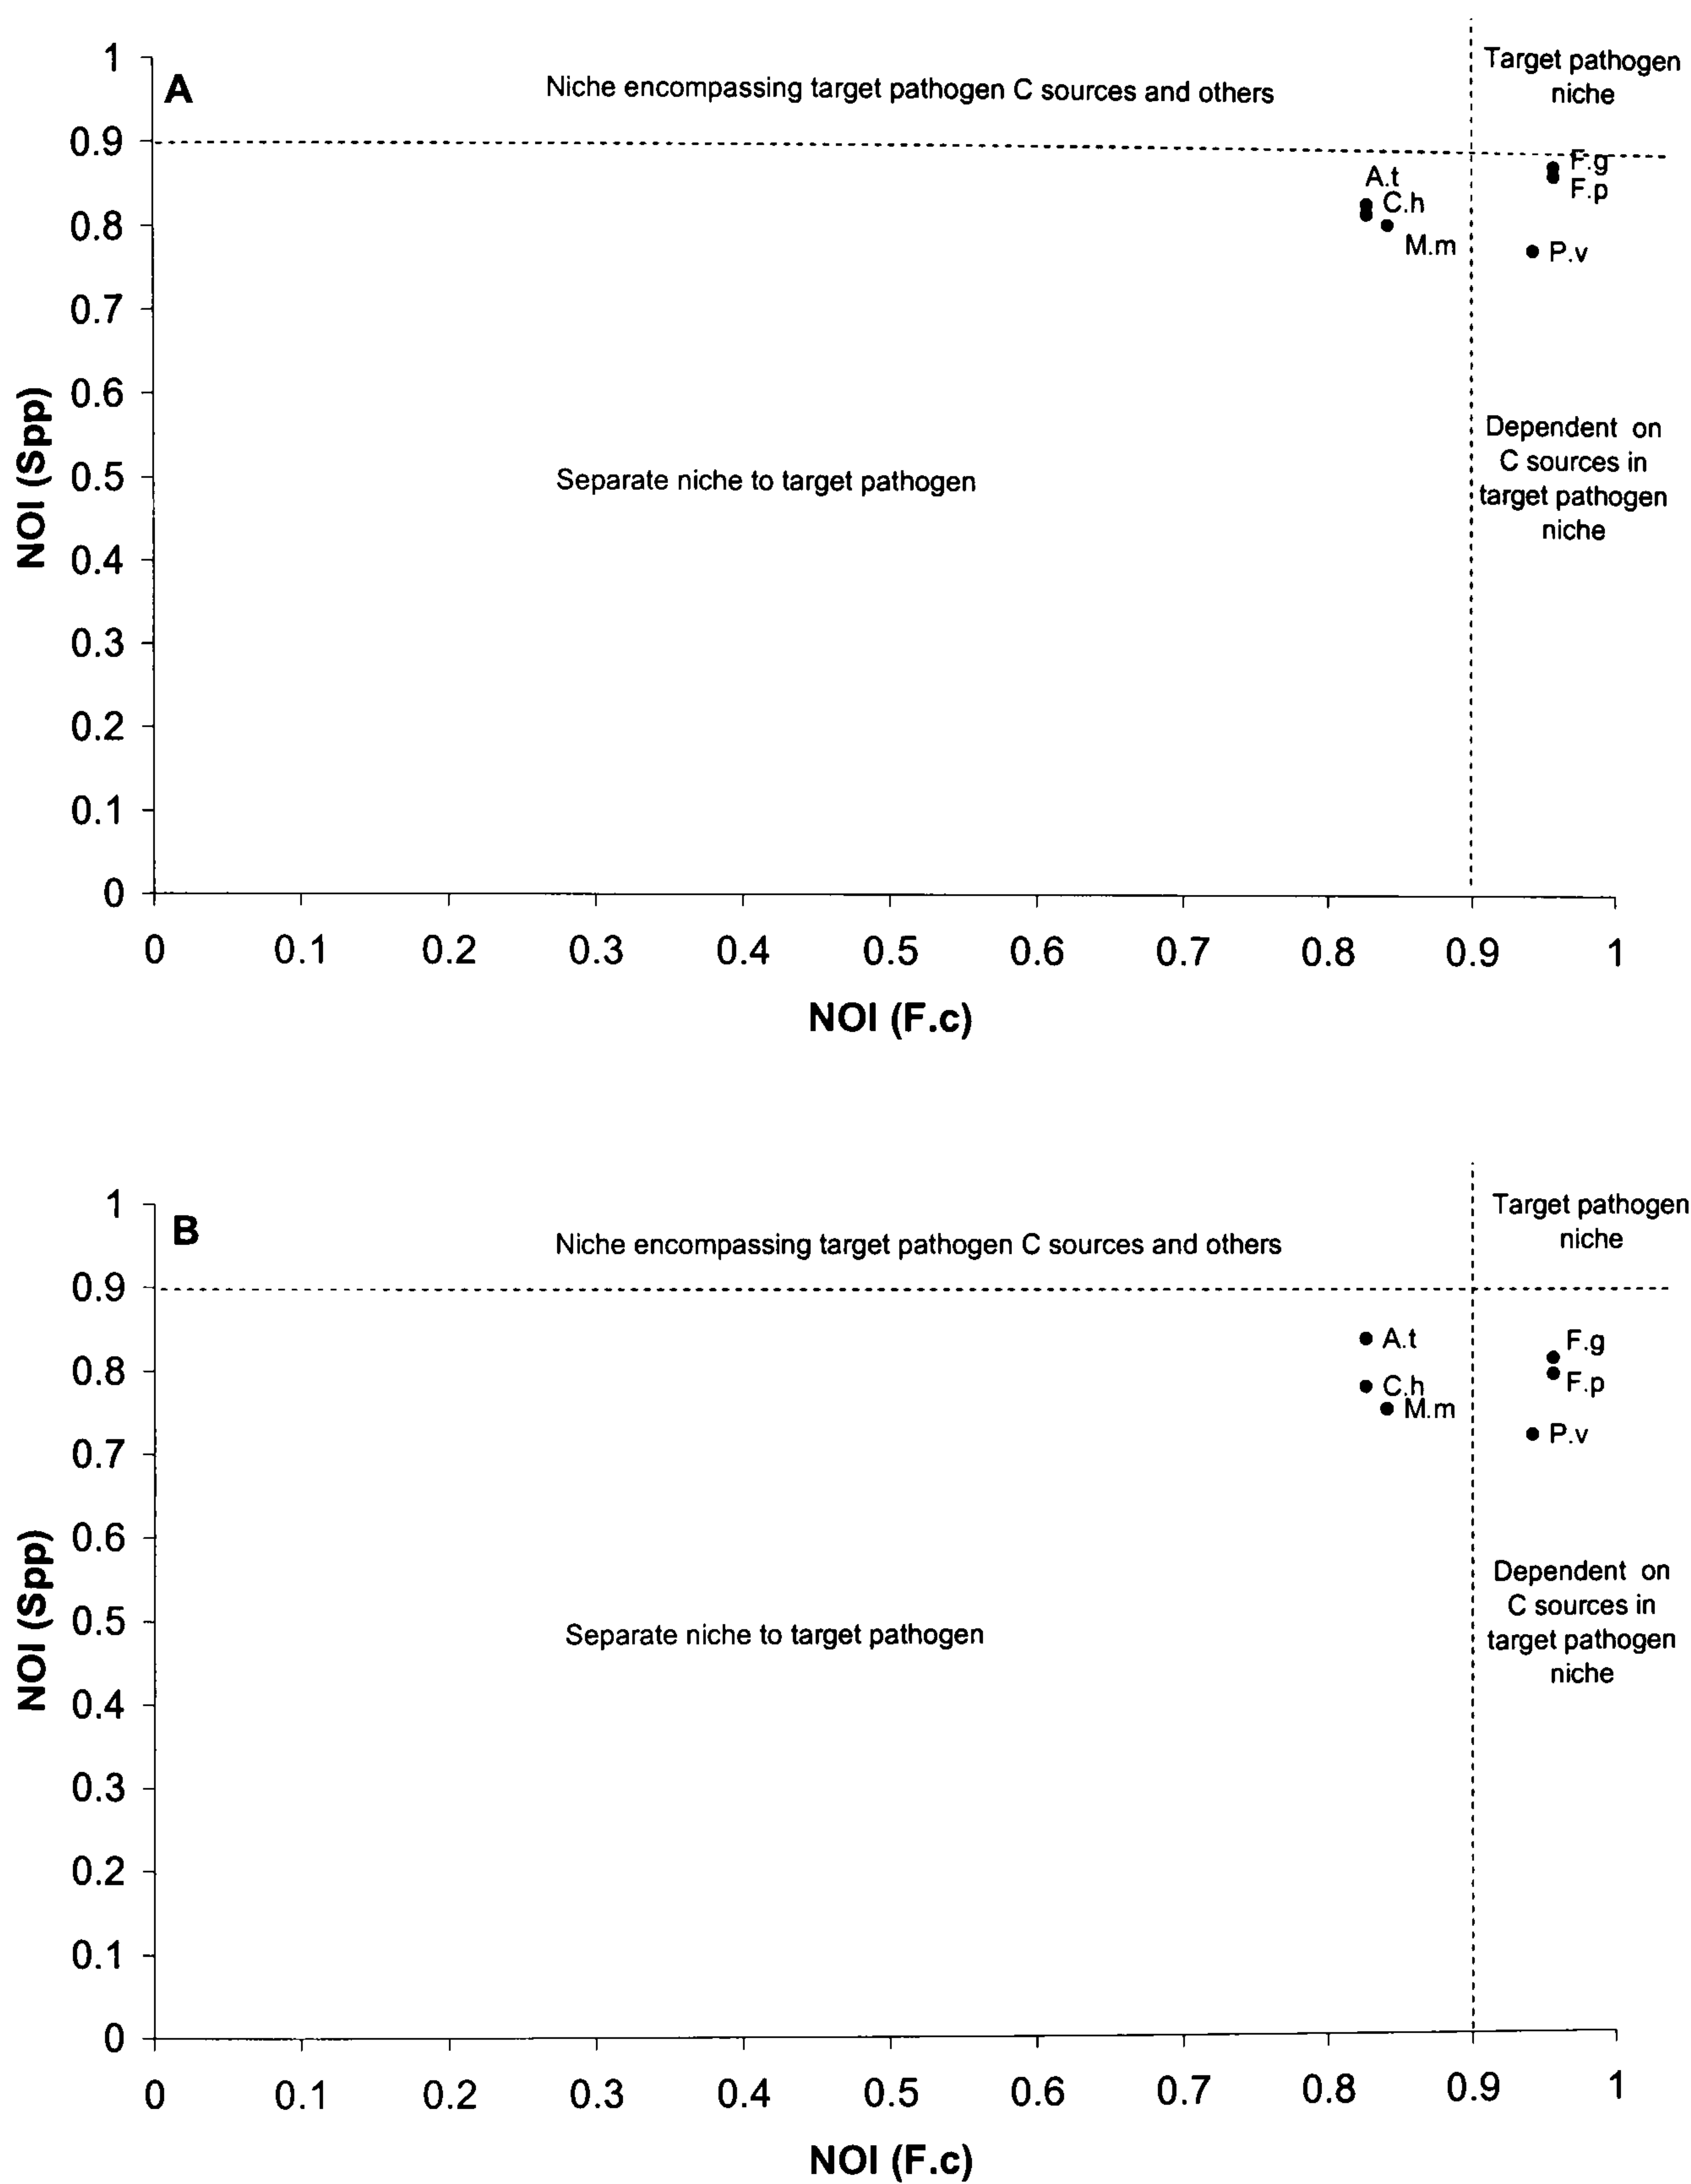 A
Niche encompassing target pathogen C sources and others
Target pathogen
niche
1
0.9
0.8
0.7
0.6
0.5
0.4
0.3
0.2
0.1
0
NOI (Spp)
A.t
C.h
M.m
F.g
F.p
P.v
Separate niche to target pathogen
Dependent on
C sources in
target pathogen
niche
0 0.1 0.2 0.3 0.4 0.5 0.6 0.7 0.8 0.9 1
NOI (F.c)
B
Niche encompassing target pathogen C sources and others
Target pathogen
niche
1
0.9
0.8
0.7
0.6
0.5
0.4
0.3
0.2
0.1
0
NOI (Spp)
A.t
C.h
M.m
F.g
F.p
P.v
Separate niche to target pathogen
Dependent on
C sources in
target pathogen
niche
0 0.1 0.2 0.3 0.4 0.5 0.6 0.7 0.8 0.9 1
NOI (F.c)